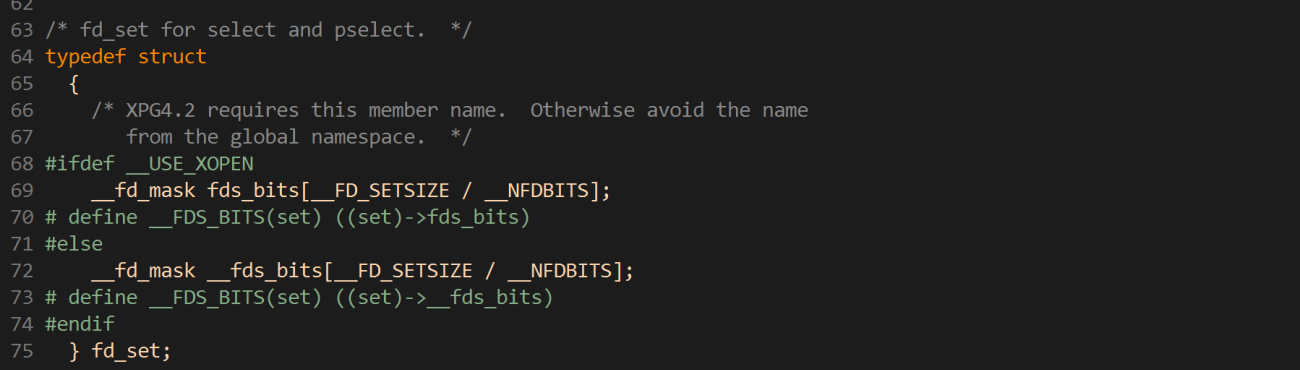 62
63 /* fd_set for select and pselect.  */
64 typedef struct
65   {
66     /* XPG4.2 requires this member name.  Otherwise avoid the name
67        from the global namespace.  */
68 #ifdef __USE_XOPEN
69     __fd_mask fds_bits[__FD_SETSIZE / __NFDBITS];
70 # define __FDS_BITS(set) ((set)->fds_bits)
71 #else
72     __fd_mask __fds_bits[__FD_SETSIZE / __NFDBITS];
73 # define __FDS_BITS(set) ((set)->__fds_bits)
74 #endif
75   } fd_set;